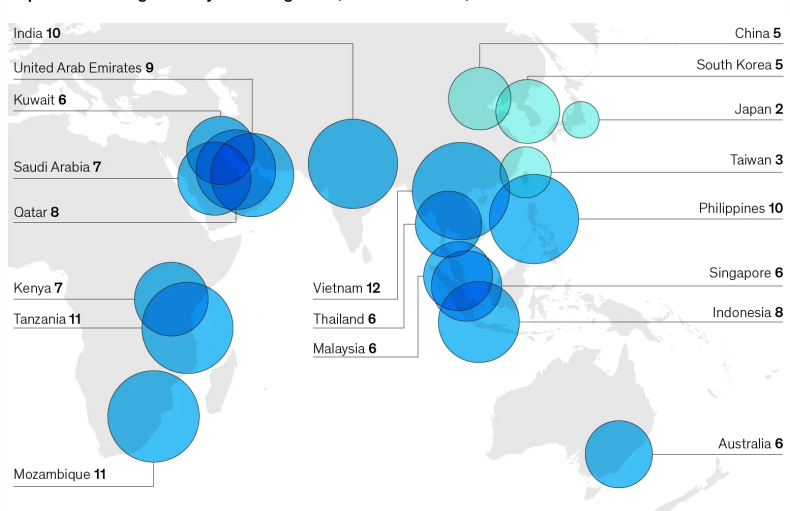 India 10
United Arab Emirates 9
Kuwait 6
Saudi Arabia 7
Qatar 8
Kenya 7
Tanzania 11
Mozambique 11
Vietnam 12
Thailand 6
Malaysia 6
China 5
South Korea 5
Japan 2
Taiwan 3
Philippines 10
Singapore 6
Indonesia 8
Australia 6